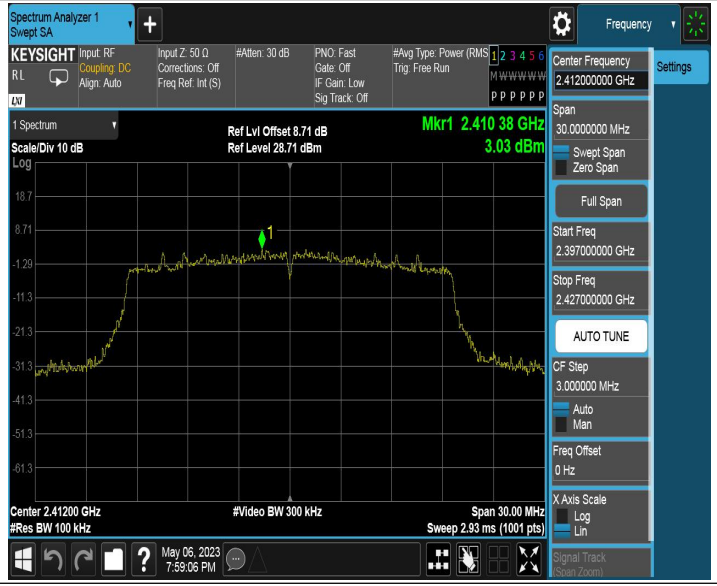 Spectrum Analyzer 1
Swept SA
+
Frequency
KEYSIGHT
RL
LXI
Input: RF
Coupling: DC
Align: Auto
Input Z: 50 Ω
Corrections: Off
Freq Ref: Int (S)
#Atten: 30 dB
PNO: Fast
Gate: Off
IF Gain: Low
Sig Track: Off
#Avg Type: Power (RMS
Trig: Free Run
1 2 3 4 5 6
M W W W W W
P P P P P P
1 Spectrum
Scale/Div 10 dB
Log
Ref Lvl Offset 8.71 dB
Ref Level 28.71 dBm
Mkr1 2.410 38 GHz
3.03 dBm
18.7
8.71
-1.29
-11.3
-21.3
-31.3
-41.3
-51.3
-61.3
1
Center 2.41200 GHz
#Res BW 100 kHz
#Video BW 300 kHz
Span 30.00 MHz
Sweep 2.93 ms (1001 pts)
?
May 06, 2023
7:59:06 PM
Center Frequency
2.412000000 GHz
Settings
Span
30.0000000 MHz
Swept Span
Zero Span
Full Span
Start Freq
2.397000000 GHz
Stop Freq
2.427000000 GHz
AUTO TUNE
CF Step
3.000000 MHz
Auto
Man
Freq Offset
0 Hz
X Axis Scale
Log
Lin
Signal Track
(Span Zoom)